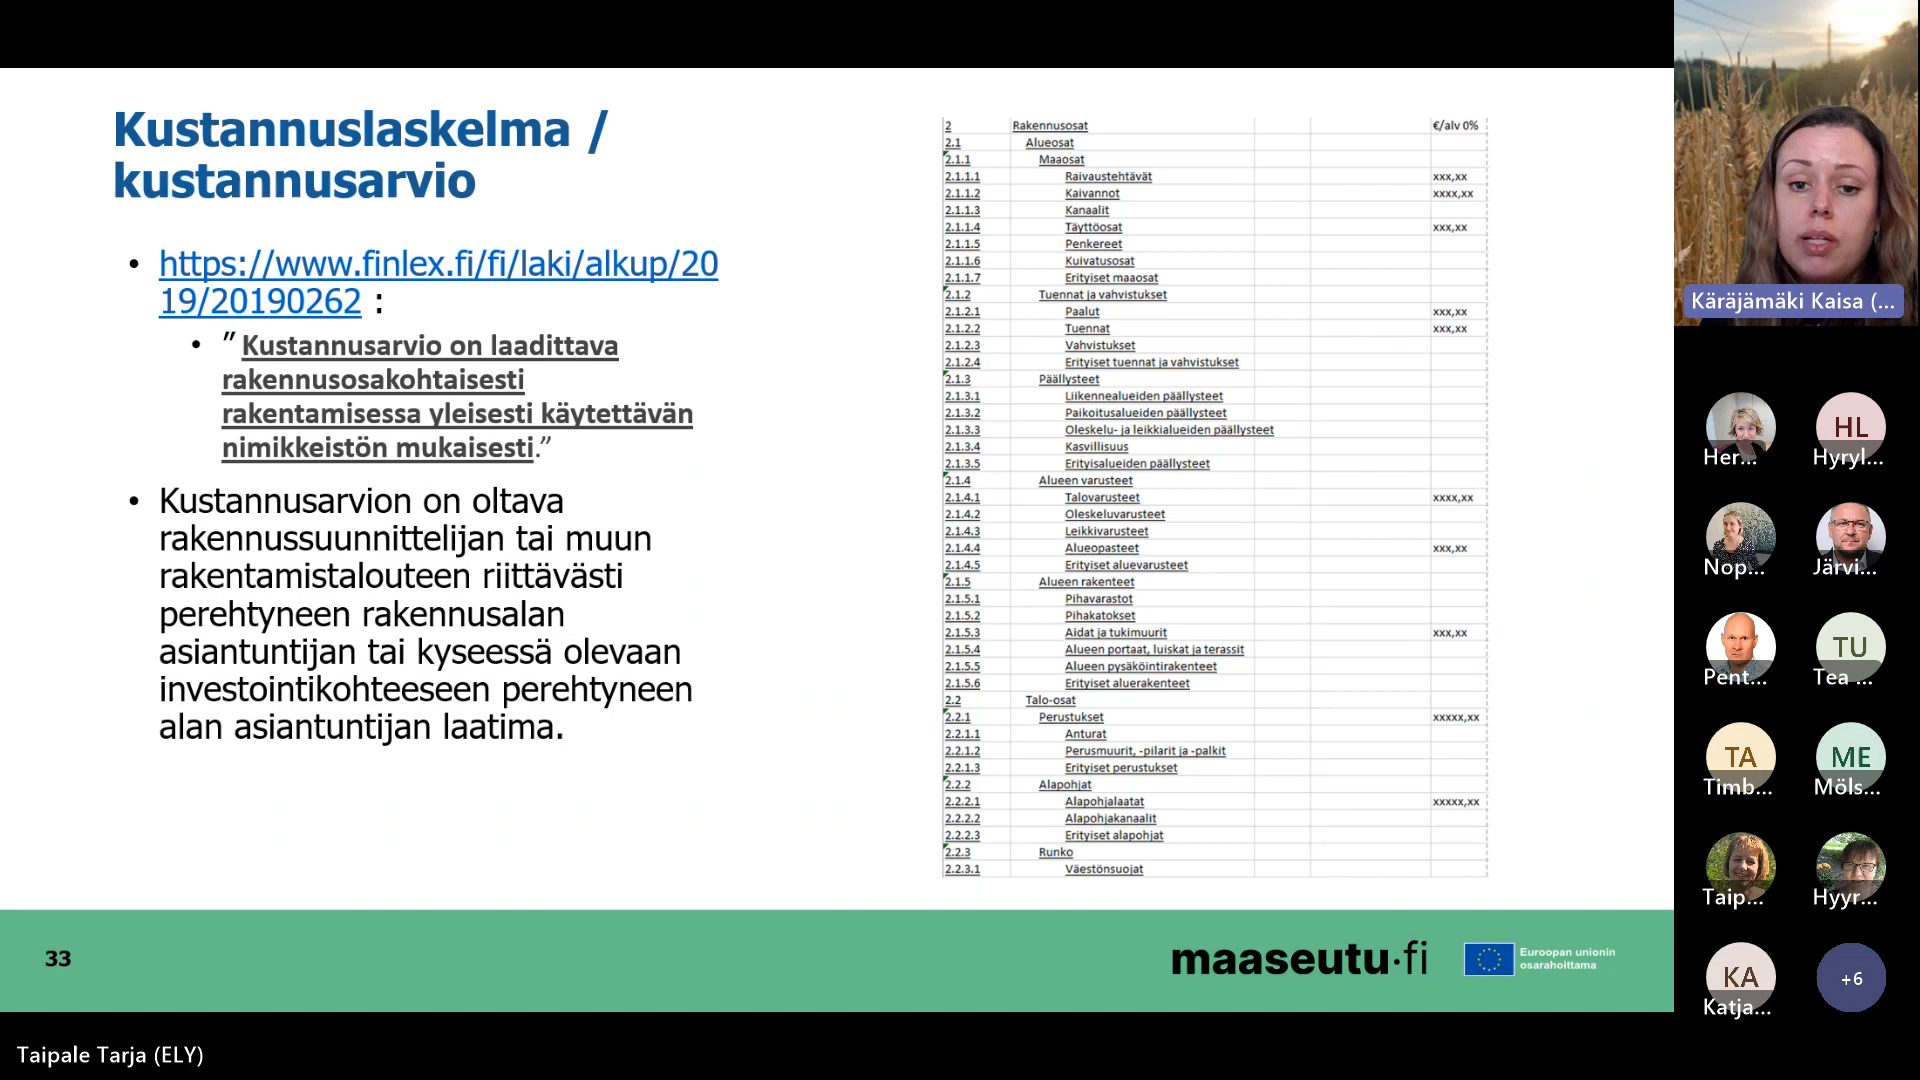 Kustannuslaskelma /
kustannusarvio
• https://www.finlex.fi/fi/laki/alkup/20
19/20190262 :
• ” Kustannusarvio on laadittava
rakennusosakohtaisesti
rakentamisessa yleisesti käytettävän
nimikkeistön mukaisesti.”
• Kustannusarvion on oltava
rakennussuunnittelijan tai muun
rakentamistalouteen riittävästi
perehtyneen rakennusalan
asiantuntijan tai kyseessä olevaan
investointikohteeseen perehtyneen
alan asiantuntijan laatima.
2 Rakennusosat €/alv 0%
2.1 Alueosat
2.1.1 Maaosat
2.1.1.1 Raivaustehtävät xxx,xx
2.1.1.2 Kaivannot xxxx,xx
2.1.1.3 Kanaalit
2.1.1.4 Täyttöosat xxx,xx
2.1.1.5 Penkereet
2.1.1.6 Kuivatusosat
2.1.1.7 Erityiset maaosat
2.1.2 Tuennat ja vahvistukset
2.1.2.1 Paalut xxx,xx
2.1.2.2 Tuennat xxx,xx
2.1.2.3 Vahvistukset
2.1.2.4 Erityiset tuennat ja vahvistukset
2.1.3 Päällysteet
2.1.3.1 Liikennealueiden päällysteet
2.1.3.2 Paikoitusalueiden päällysteet
2.1.3.3 Oleskelu- ja leikkialueiden päällysteet
2.1.3.4 Kasvillisuus
2.1.3.5 Erityisalueiden päällysteet
2.1.4 Alueen varusteet
2.1.4.1 Talovarusteet xxxx,xx
2.1.4.2 Oleskeluvarusteet
2.1.4.3 Leikkivarusteet
2.1.4.4 Alueopasteet xxx,xx
2.1.4.5 Erityiset aluevarusteet
2.1.5 Alueen rakenteet
2.1.5.1 Pihavarastot
2.1.5.2 Pihakatokset
2.1.5.3 Aidat ja tukimuurit xxx,xx
2.1.5.4 Alueen portaat, luiskat ja terassit
2.1.5.5 Alueen pysäköintirakenteet
2.1.5.6 Erityiset aluerakenteet
2.2 Talo-osat
2.2.1 Perustukset xxxxx,xx
2.2.1.1 Anturat
2.2.1.2 Perusmuurit, -pilarit ja -palkit
2.2.1.3 Erityiset perustukset
2.2.2 Alapohjat
2.2.2.1 Alapohjalaatat xxxxx,xx
2.2.2.2 Alapohjakanaalit
2.2.2.3 Erityiset alapohjat
2.2.3 Runko
2.2.3.1 Väestönsuojat
33
maaseutu.fi
Euroopan unionin
osarahoittama
Käräjämäki Kaisa (...
Her...
HL
Hyryl...
Nop...
Järvi...
Pent...
TU
Tea ...
TA
Timb...
ME
Möls...
Taip...
Hyyr...
KA
Katja...
+6
Taipale Tarja (ELY)